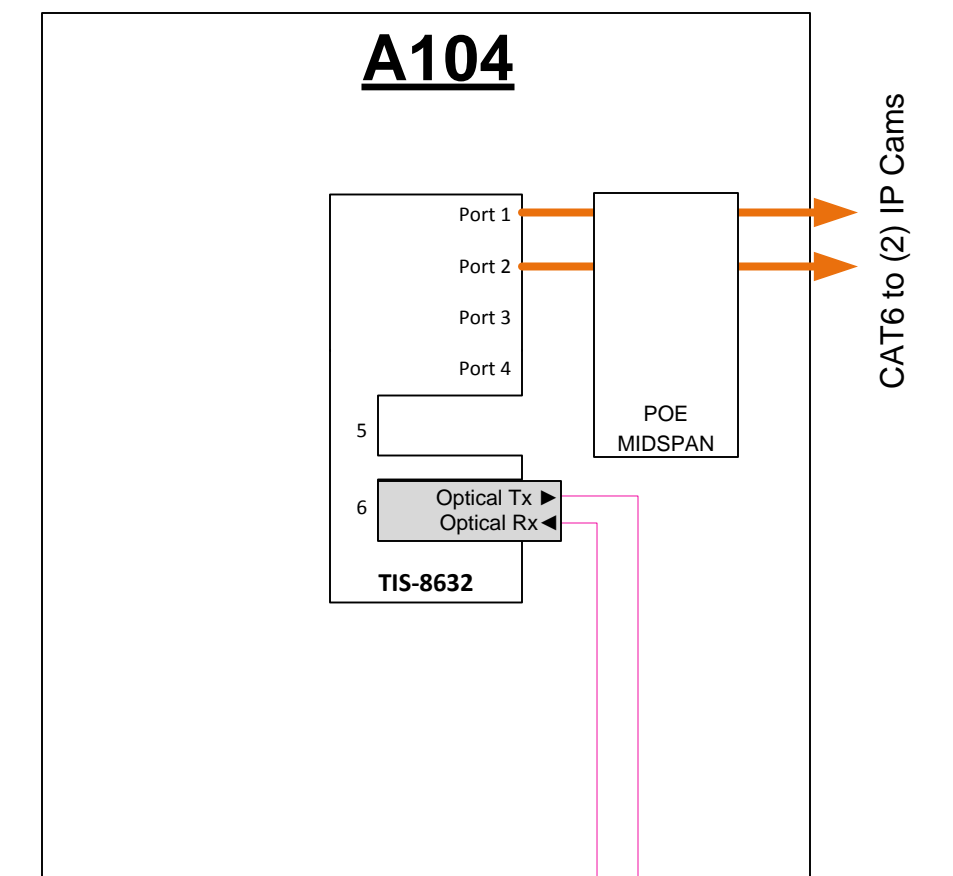 A104
CAT6 to (2) IP Cams
Port 1
Port 2
Port 3
Port 4
5
POE
MIDSPAN
6
Optical Tx ►
Optical Rx◄
TIS-8632